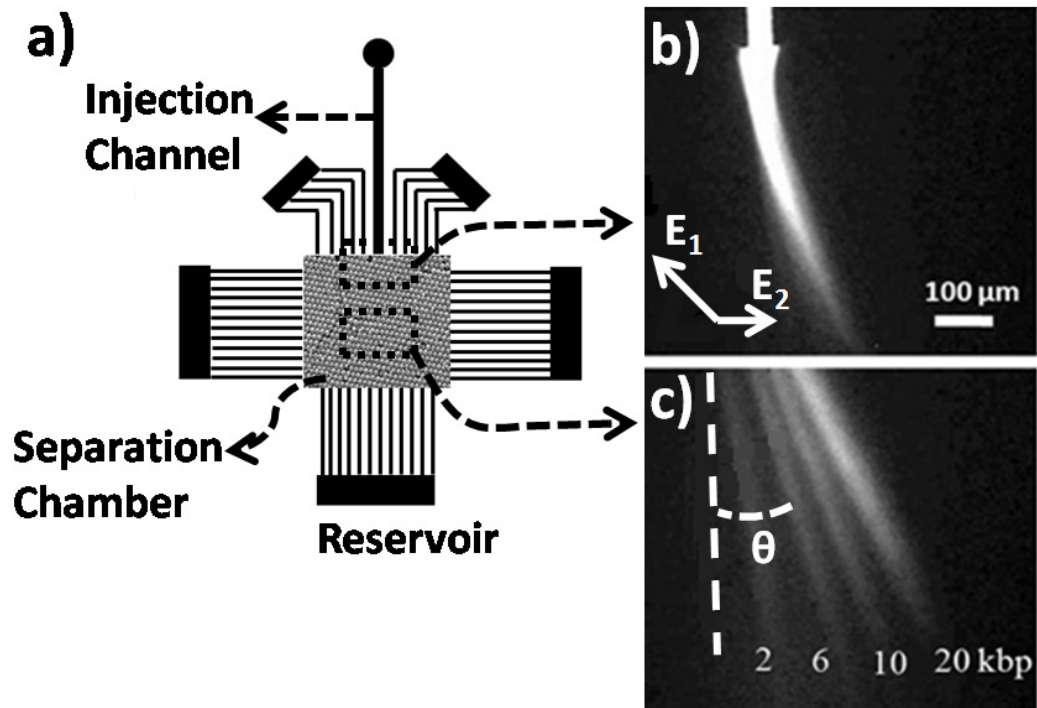 a)
Injection
Channel
Separation
Chamber
Reservoir
b)
E1
E2
100 µm
c)
θ
2 6 10 20 kbp